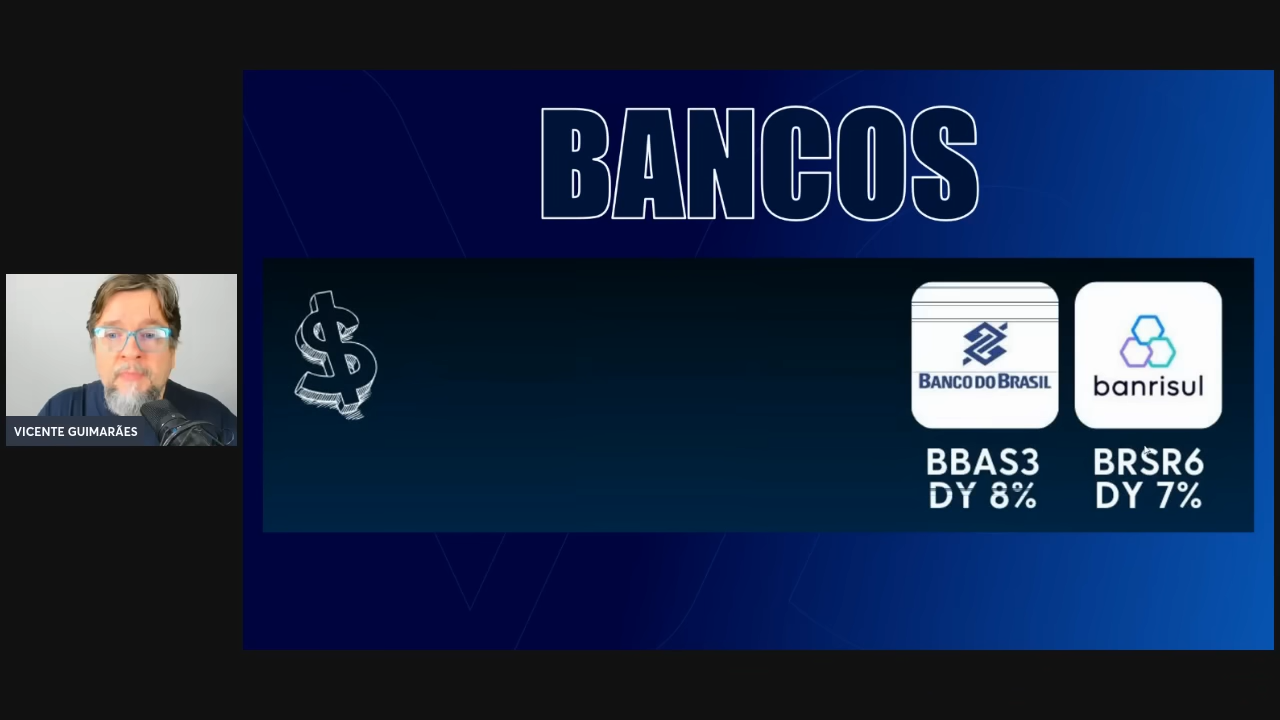 BANCOS
$
BANCO DO BRASIL
banrisul
BBAS3
DY 8%
BRSR6
DY 7%
VICENTE GUIMARÃES